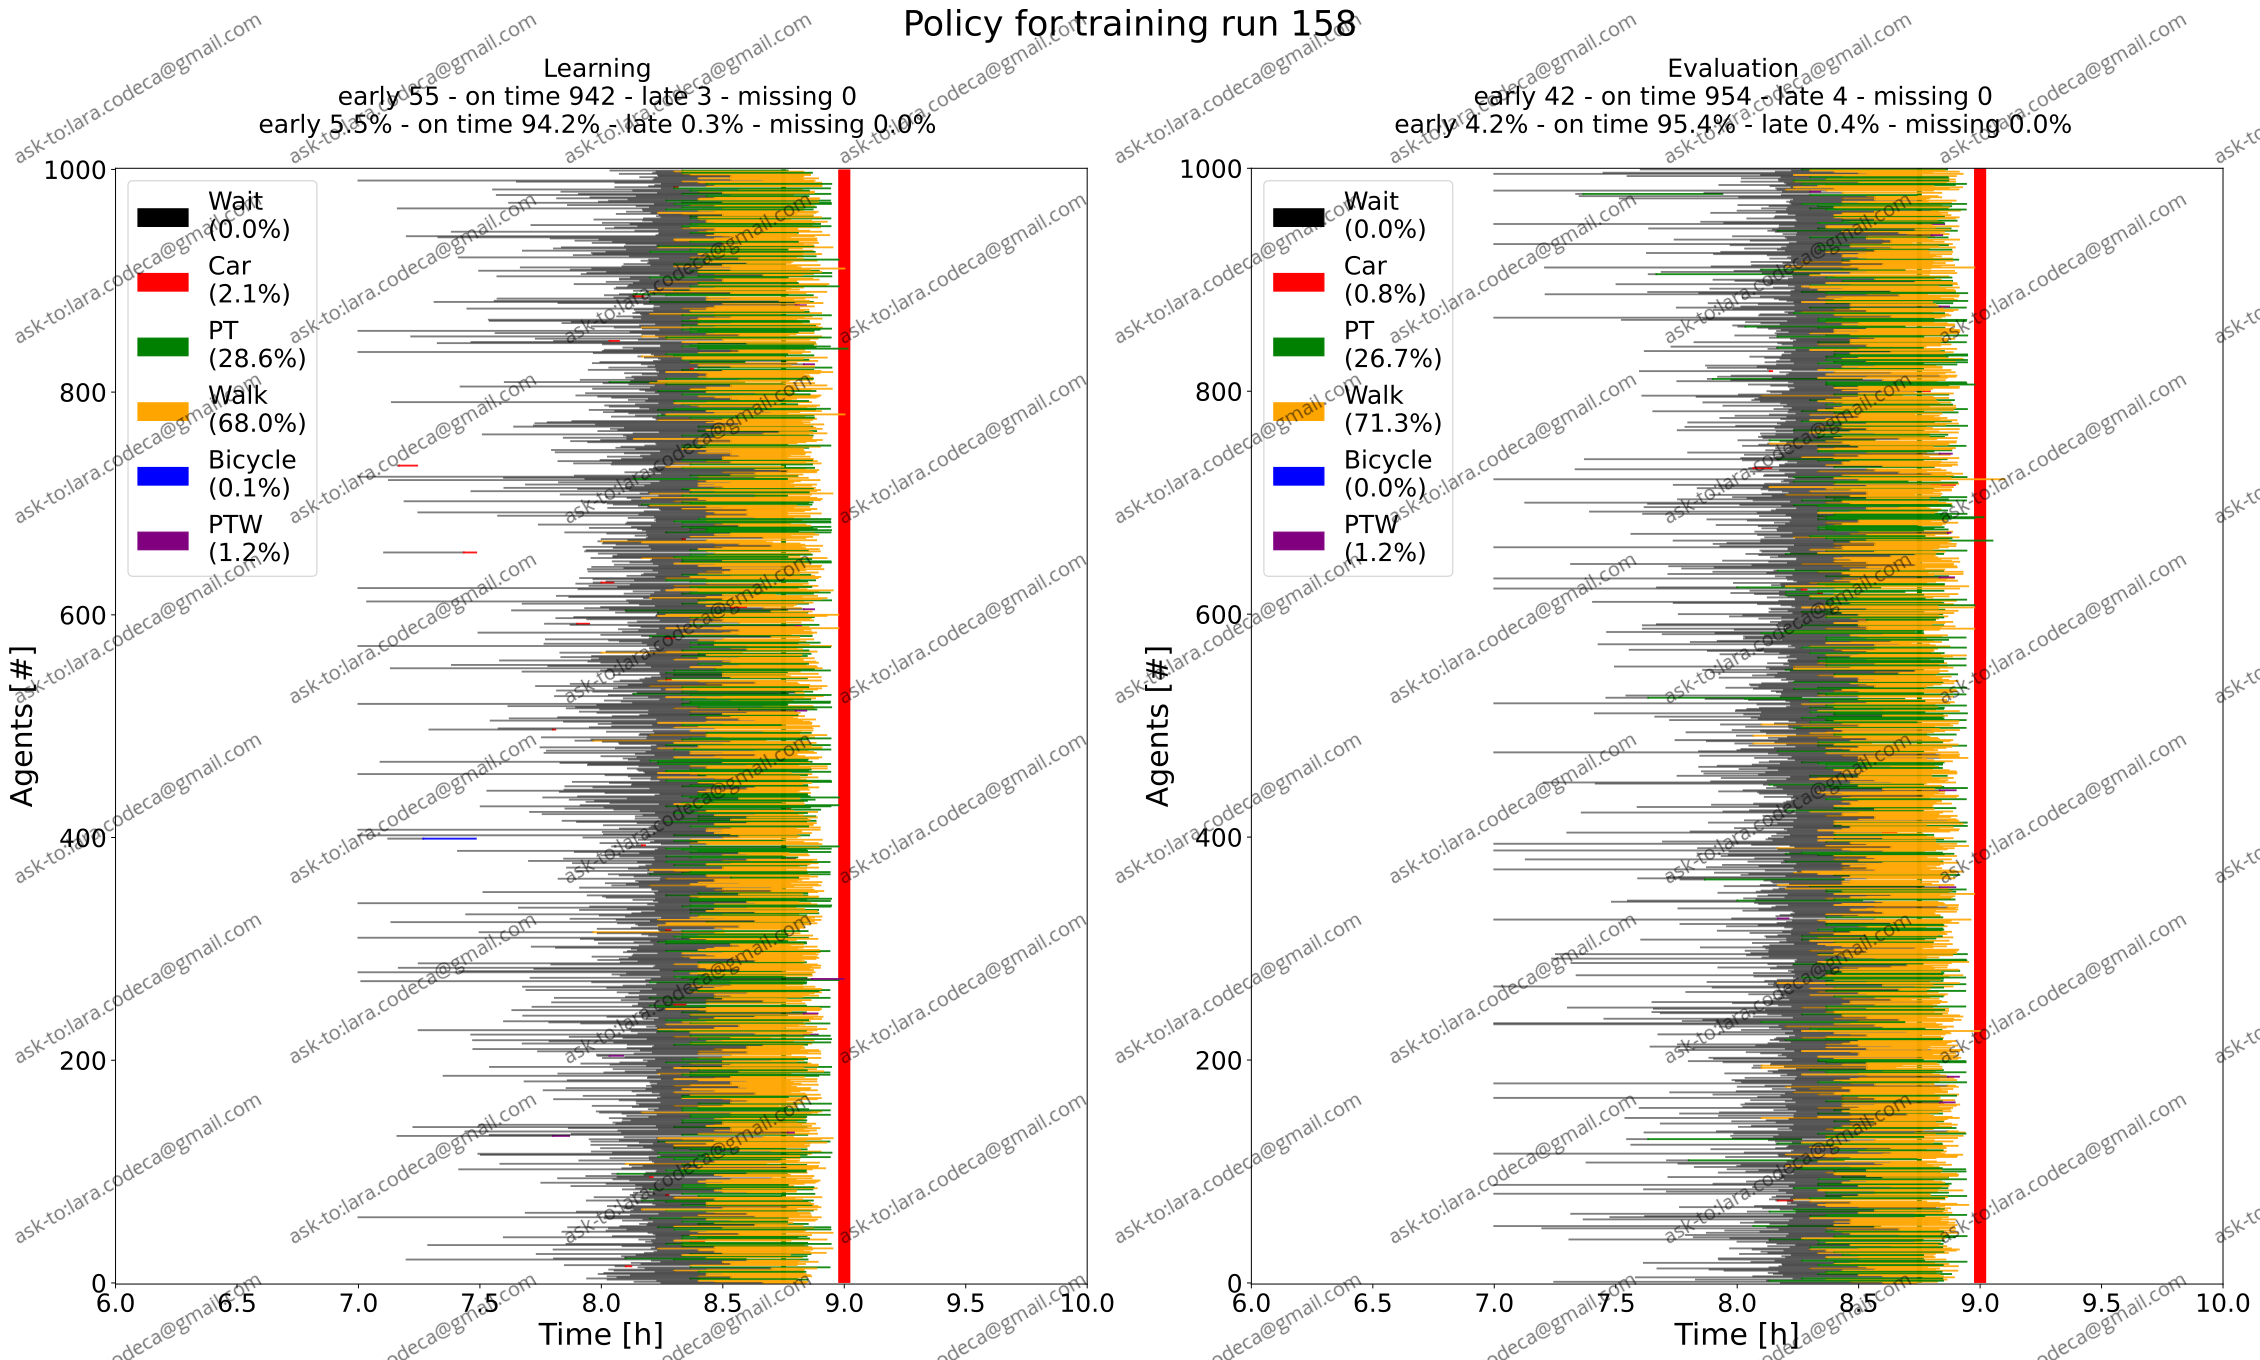 Policy for training run 158
Learning
early 55 - on time 942 - late 3 - missing 0
early 5.5% - on time 94.2% - late 0.3% - missing 0.0%
Evaluation
early 42 - on time 954 - late 4 - missing 0
early 4.2% - on time 95.4% - late 0.4% - missing 0.0%
Wait
(0.0%)
Car
(2.1%)
PT
(28.6%)
Walk
(68.0%)
Bicycle
(0.1%)
PTW
(1.2%)
1000
800
600
400
200
0
Agents [#]
6.0 6.5 7.0 7.5 8.0 8.5 9.0 9.5 10.0
Time [h]
Wait
(0.0%)
Car
(0.8%)
PT
(26.7%)
Walk
(71.3%)
Bicycle
(0.0%)
PTW
(1.2%)
1000
800
600
400
200
0
Agents [#]
6.0 6.5 7.0 7.5 8.0 8.5 9.0 9.5 10.0
Time [h]
ask-to:lara.codeca@gmail.com